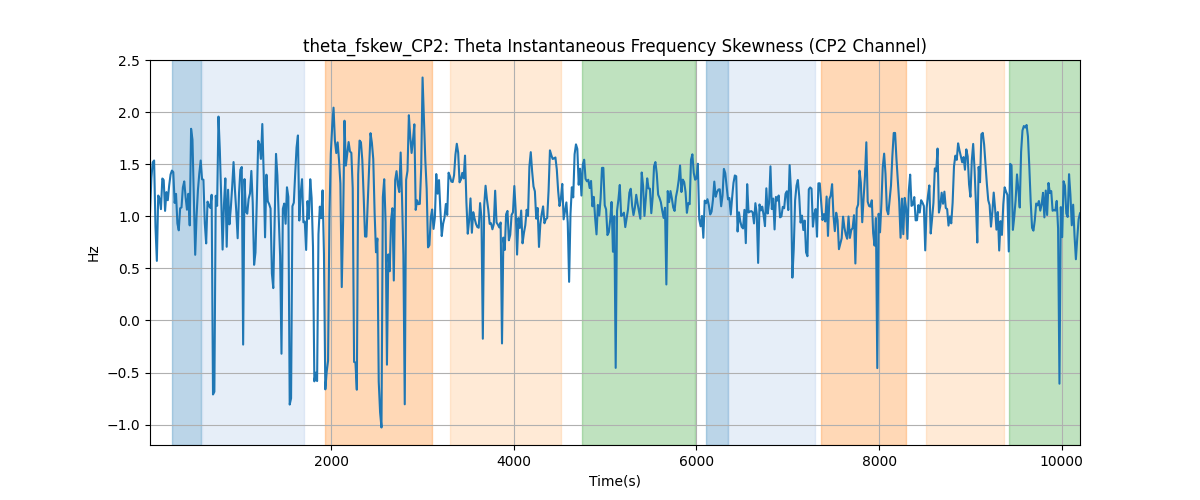 theta_fskew_CP2: Theta Instantaneous Frequency Skewness (CP2 Channel)
2.5
2.0
1.5
1.0
0.5
0.0
−0.5
−1.0
Hz
2000 4000 6000 8000 10000
Time(s)